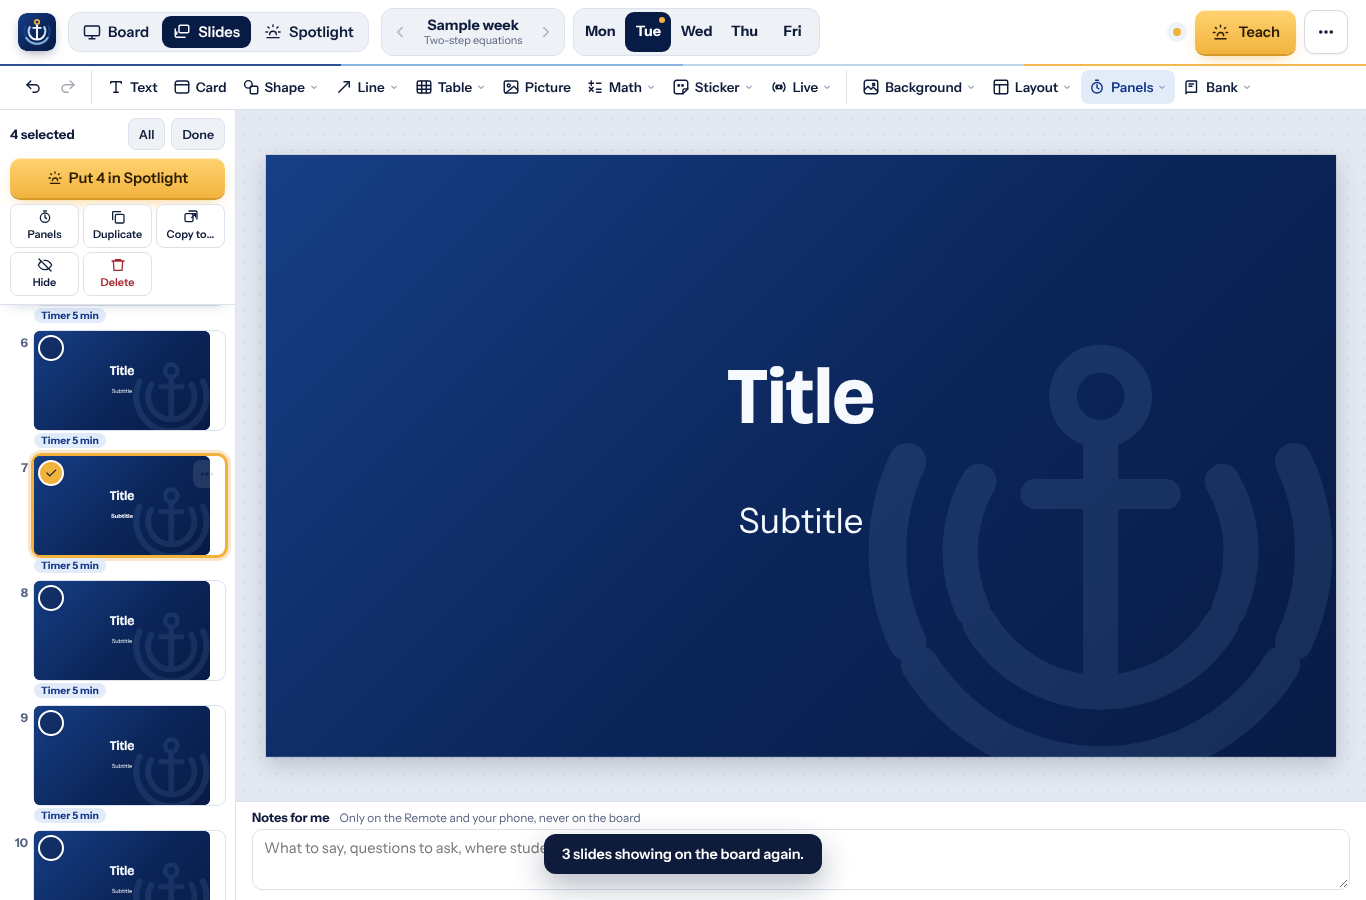 Board
Slides
Spotlight
Sample week
Two-step equations
Mon
Tue
Wed
Thu
Fri
Teach
Text
Card
Shape
Line
Table
Picture
Math
Sticker
Live
Background
Layout
Panels
Bank
4 selected
All
Done
Put 4 in Spotlight
Panels
Duplicate
Copy to...
Hide
Delete
Timer 5 min
6
Title
Subtitle
Timer 5 min
7
Title
Subtitle
Timer 5 min
8
Title
Subtitle
Timer 5 min
9
Title
Subtitle
Timer 5 min
10
Title
Subtitle
Title
Subtitle
Notes for me
Only on the Remote and your phone, never on the board
What to say, questions to ask, where
3 slides showing on the board again.